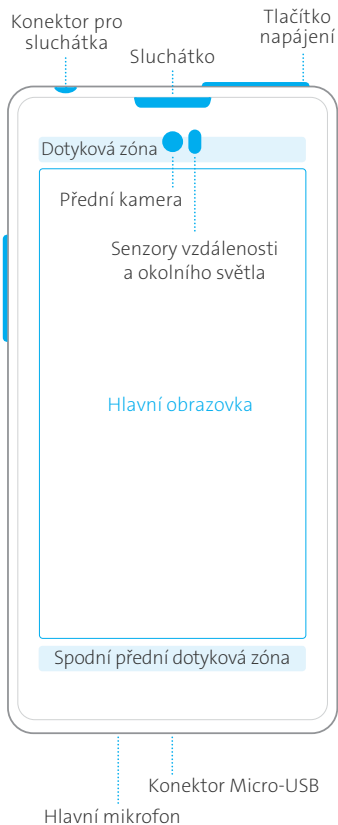 Konektor pro
sluchátka
Sluchátko
Tlačítko
napájení
Dotyková zóna
Přední kamera
Senzory vzdálenosti
a okolního světla
Hlavní obrazovka
Spodní přední dotyková zóna
Konektor Micro-USB
Hlavní mikrofon